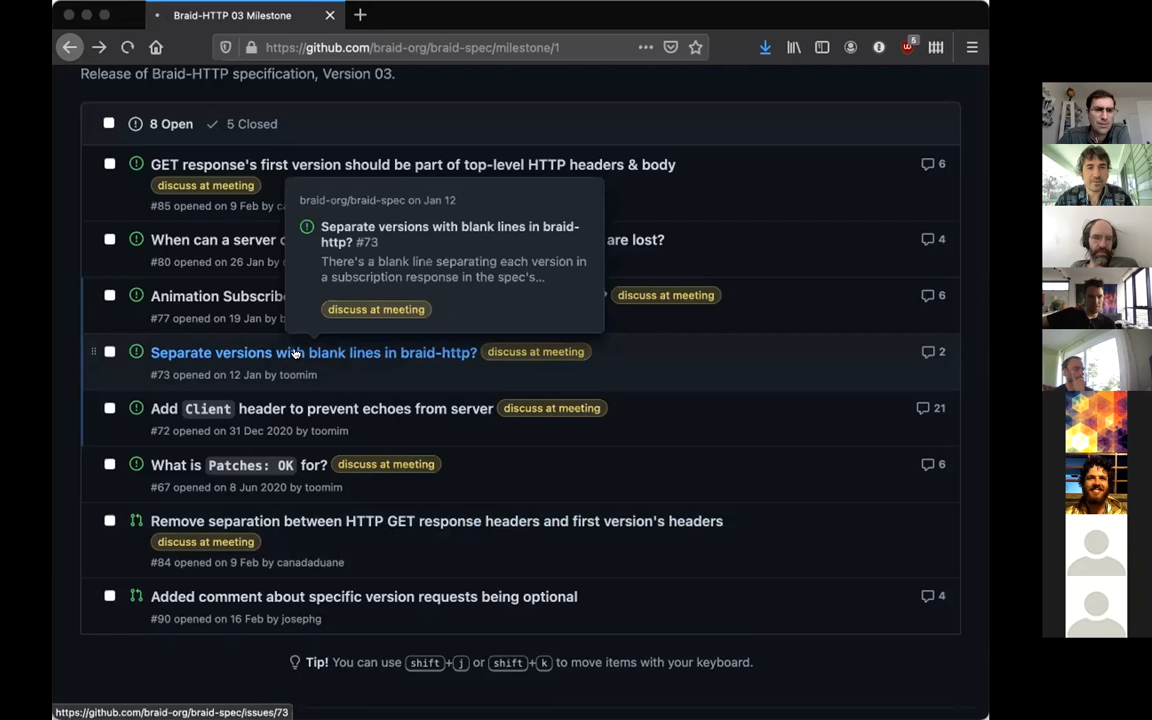 Braid-HTTP 03 Milestone
https://github.com/braid-org/braid-spec/milestone/1
5
Release of Braid-HTTP specification, Version 03.
8 Open 5 Closed
GET response's first version should be part of top-level HTTP headers & body 6
discuss at meeting
#85 opened on 9 Feb by
braid-org/braid-spec on Jan 12
Separate versions with blank lines in braid-
http? #73
There's a blank line separating each version
in a subscription response in the spec's...
discuss at meeting
When can a server are lost? 4
#80 opened on 26 Jan by
Animation Subscribe discuss at meeting 6
#77 opened on 19 Jan
Separate versions with blank lines in braid-http? discuss at meeting 2
#73 opened on 12 Jan by toomim
Add Client header to prevent echoes from server discuss at meeting 21
#72 opened on 31 Dec 2020 by toomim
What is Patches: OK for? discuss at meeting 6
#67 opened on 8 Jun 2020 by toomim
Remove separation between HTTP GET response headers and first version's headers
discuss at meeting
#84 opened on 9 Feb by canadaduane
Added comment about specific version requests being optional 4
#90 opened on 16 Feb by josephg
Tip! You can use shift+j or shift+k to move items with your keyboard.
https://github.com/braid-org/braid-spec/issues/73